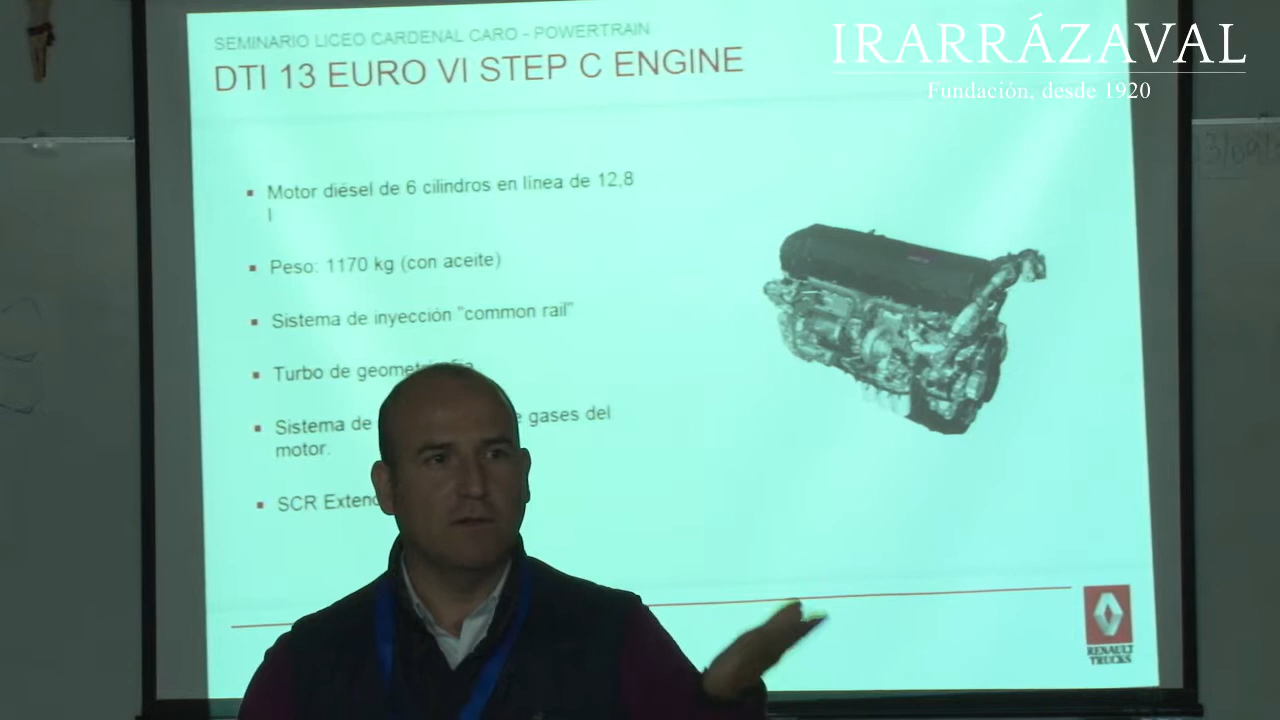 SEMINARIO LICEO CARDENAL CARO - POWERTRAIN
DTI 13 EURO VI STEP C ENGINE
IRARRÁZAVAL
Fundación, desde 1920
Motor diésel de 6 cilindros en línea de 12,8
l
Peso: 1170 kg (con aceite)
Sistema de inyección "common rail"
Turbo de
Sistema de gases del
motor.
SCR
RENAULT
TRUCKS